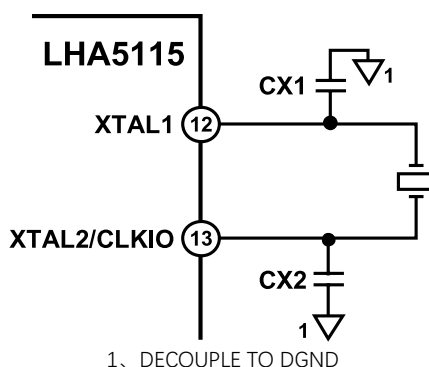 LHA5115
CX1
1
XTAL1 12
XTAL2/CLKIO 13
CX2
1
1、DECOUPLE TO DGND